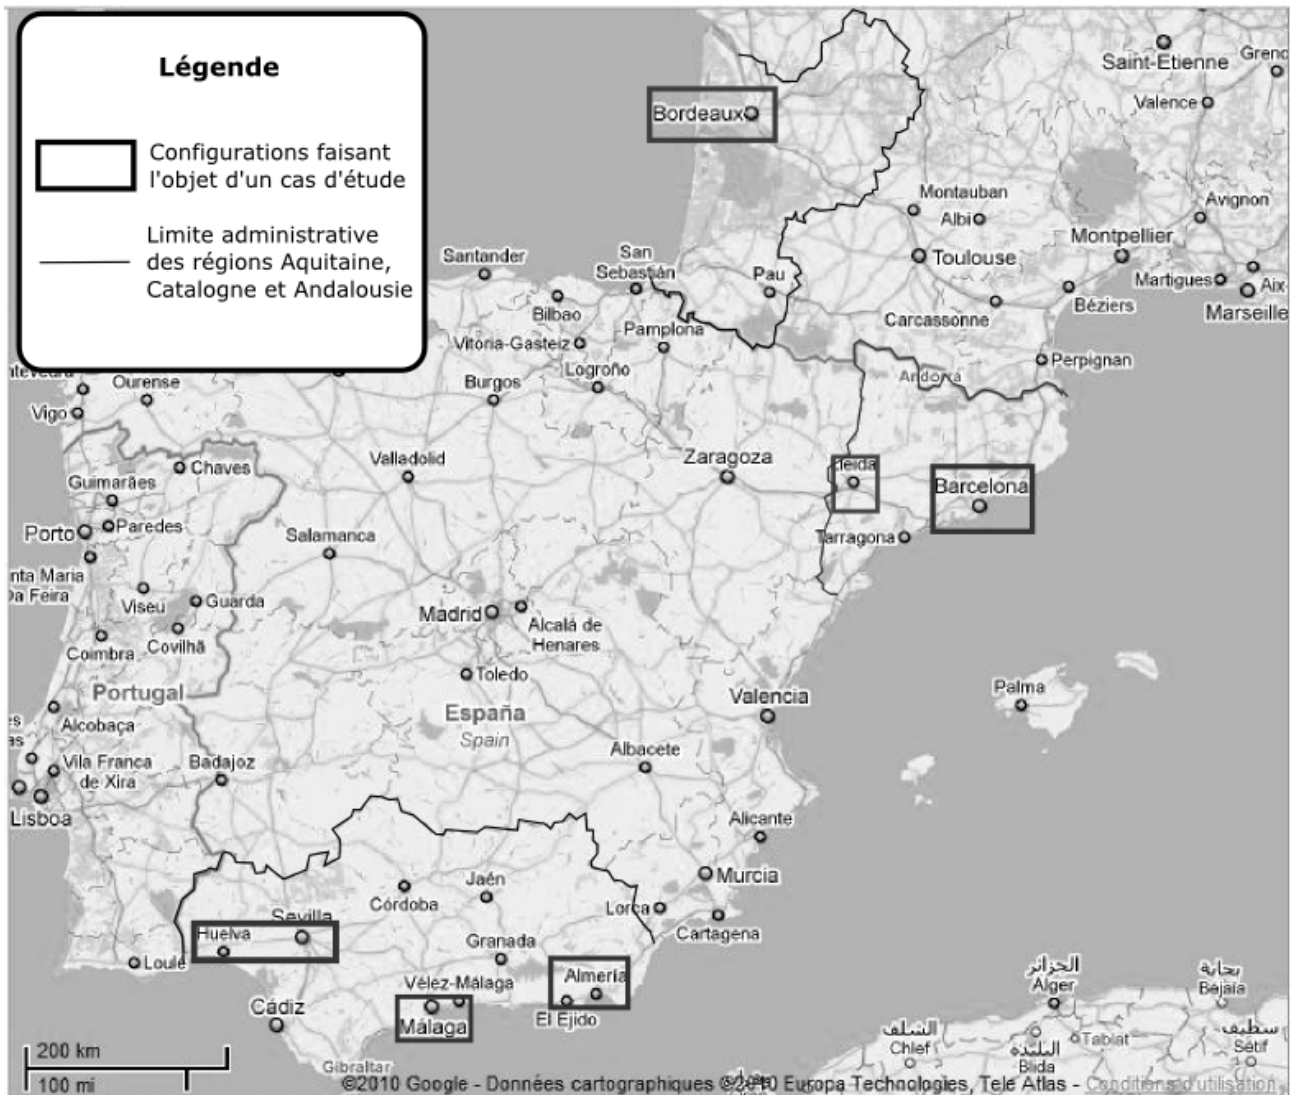 Légende
Configurations faisant
l'objet d'un cas d'étude
Limite administrative
des régions Aquitaine,
Catalogne et Andalousie
Bordeaux
Saint-Etienne
Valence
Montauban
Albi
Avignon
Toulouse
Montpellier
Martigues
Aix
Marseille
Béziers
Carcassonne
Perpignan
Pau
Santander
San
Sebastián
Bilbao
Vitoria-Gasteiz
Pamplona
Logroño
Burgos
Andorra
Ourense
Vigo
Chaves
Guimarães
Valladolid
Zaragoza
Barcelona
Tarragona
Porto
Paredes
Salamanca
Viseu
Guarda
Covilhã
Coimbra
Madrid
Alcalá de
Henares
Toledo
Portugal
España
Spain
Valencia
Palma
Alcobaça
Vila Franca
de Xira
Badajoz
Albacete
Lisboa
Alicante
Murcia
Jaén
Córdoba
Lorca
Cartagena
Sevilla
Huelva
Granada
Loulé
Vélez-Málaga
Almería
El Ejido
Málaga
Cádiz
Gibraltar
الجزائر
Alger
بجاية
Bejaia
الشلف
Chlef
البليدة
Blida
Tablat
سطيف
Sétif
200 km
100 mi
©2010 Google - Données cartographiques ©2010 Europa Technologies, Tele Atlas - Conditions d'utilisation